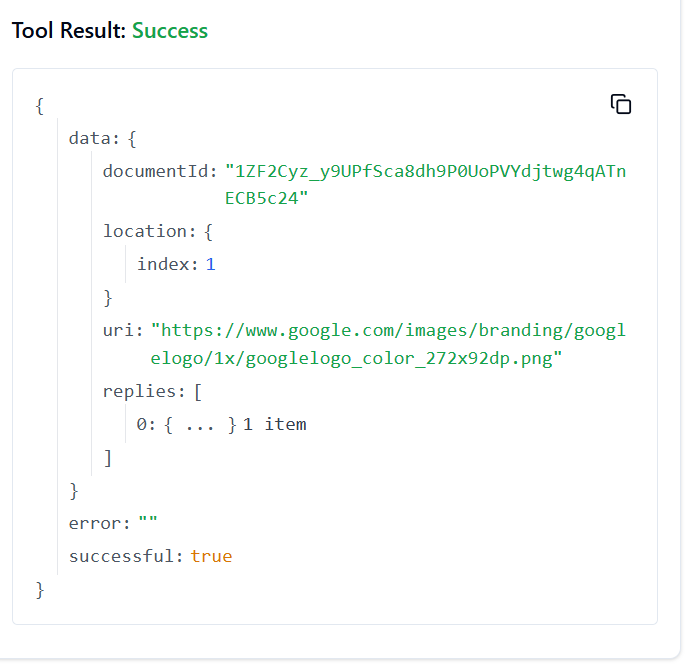 Tool Result: Success
{
data: {
documentId: "1ZF2Cyz_y9UPfSca8dh9P0UoPVYdjtwg4qATn
ECB5c24"
location: {
index: 1
}
uri: "https://www.google.com/images/branding/googl
elogo/1x/googlelogo_color_272x92dp.png"
replies: [
0: { ... } 1 item
]
}
error: ""
successful: true
}